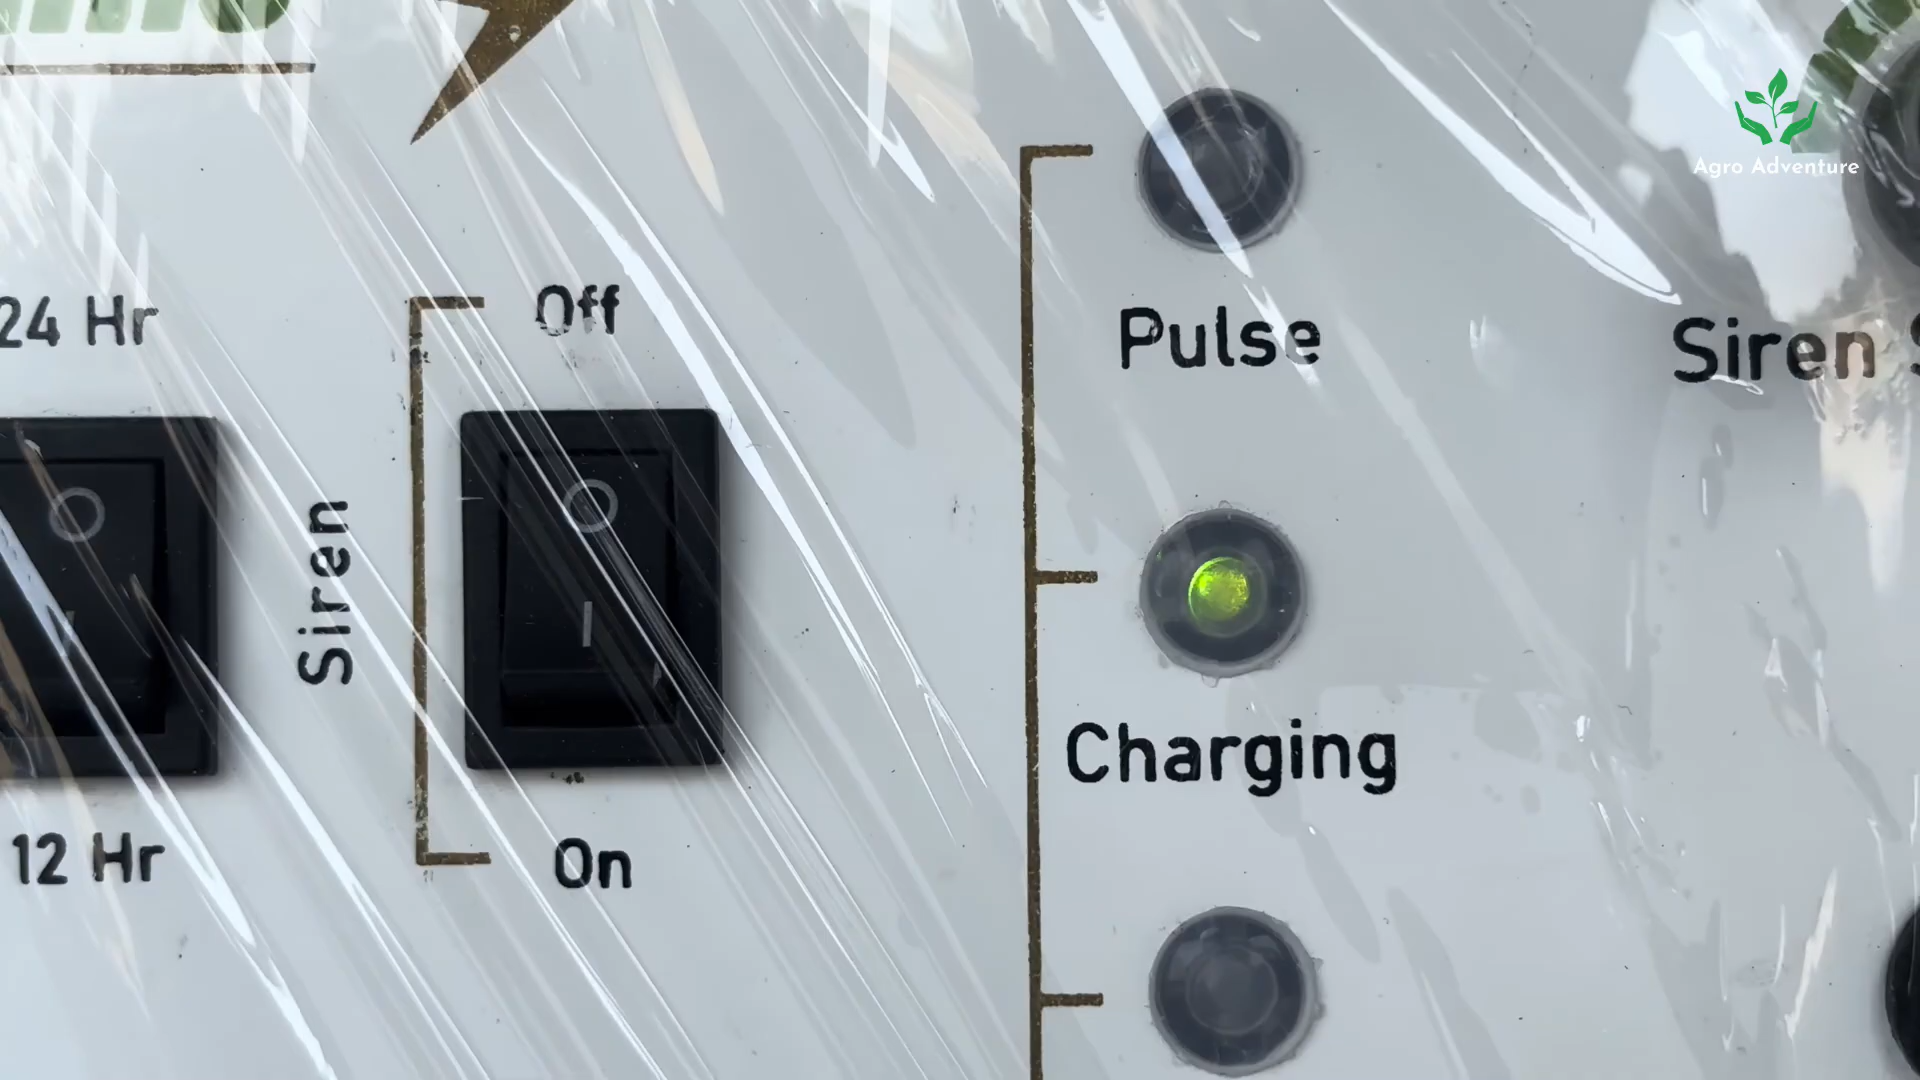 Agro Adventure
24 Hr
Off
Pulse
Siren
Siren
Charging
12 Hr
On